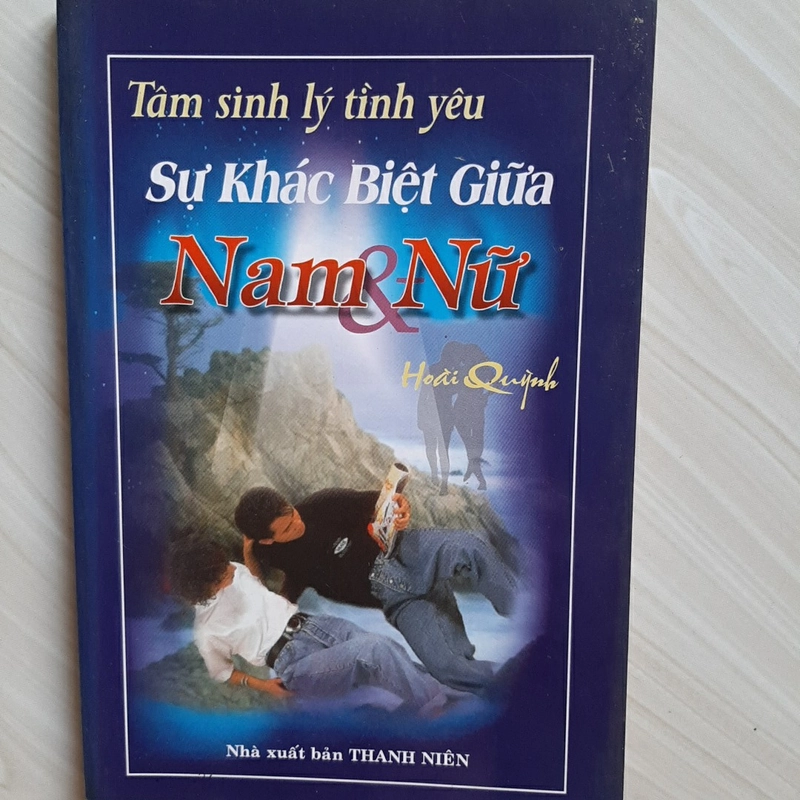 Tâm sinh lý tình yêu
Sự Khác Biệt Giữa
Nam & Nữ
Hoài Quỳnh
Nhà xuất bản THANH NIÊN